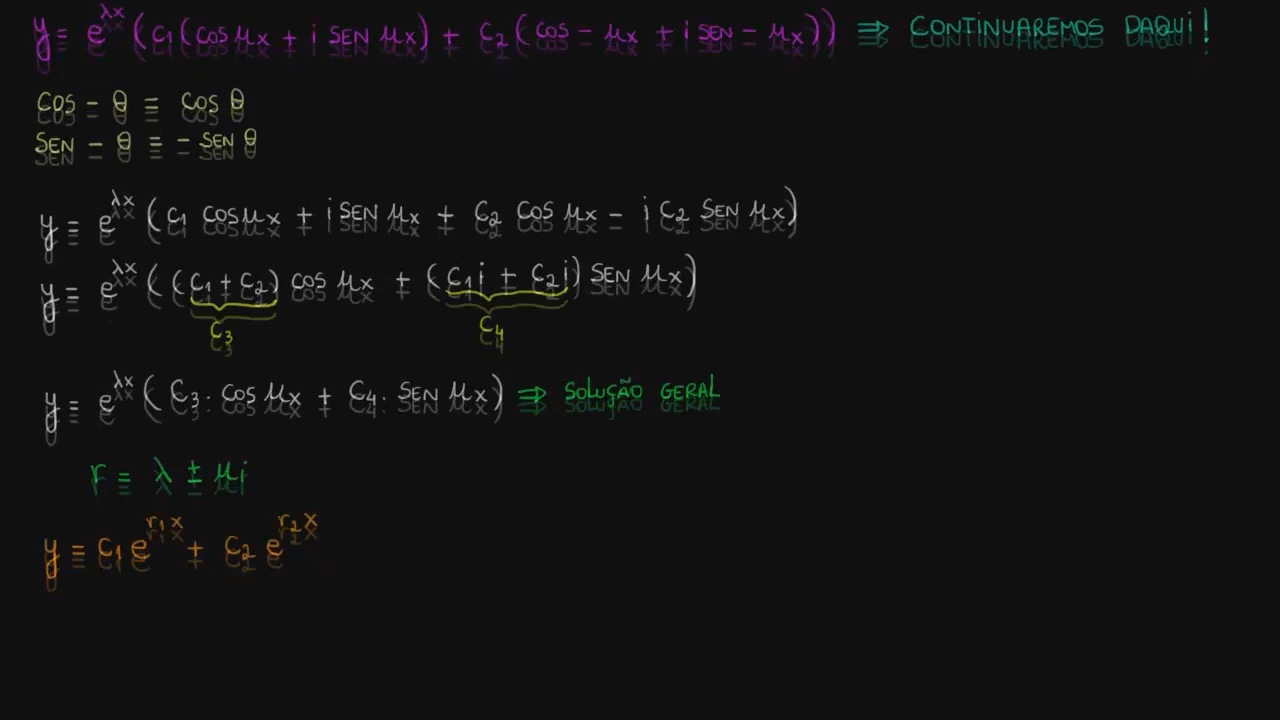 y = e^λx (c₁(cos μx + i sen μx) + c₂(cos - μx + i sen - μx)) ⇒ CONTINUAREMOS DAQUI!
cos - θ = cos θ
sen - θ = - sen θ
y = e^λx (c₁ cos μx + i sen μx + c₂ cos μx - i c₂ sen μx)
y = e^λx ((c₁ + c₂) cos μx + (c₁i + c₂i) sen μx)
c₃ c₄
y = e^λx (c₃. cos μx + c₄. sen μx) ⇒ SOLUÇÃO GERAL
r = λ ± μi
y = c₁ e^r₁x + c₂ e^r₂x